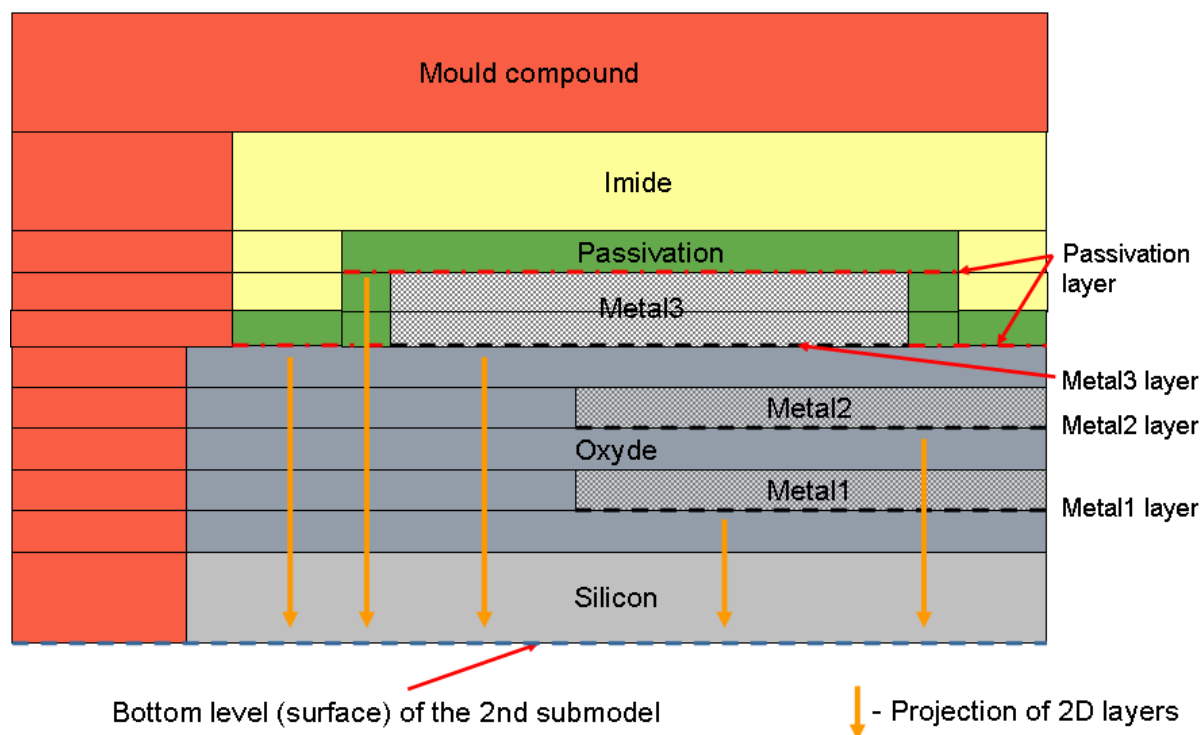 Mould compound
Imide
Passivation
Passivation
layer
Metal3
Metal3 layer
Metal2
Metal2 layer
Oxyde
Metal1
Metal1 layer
Silicon
Bottom level (surface) of the 2nd submodel
- Projection of 2D layers